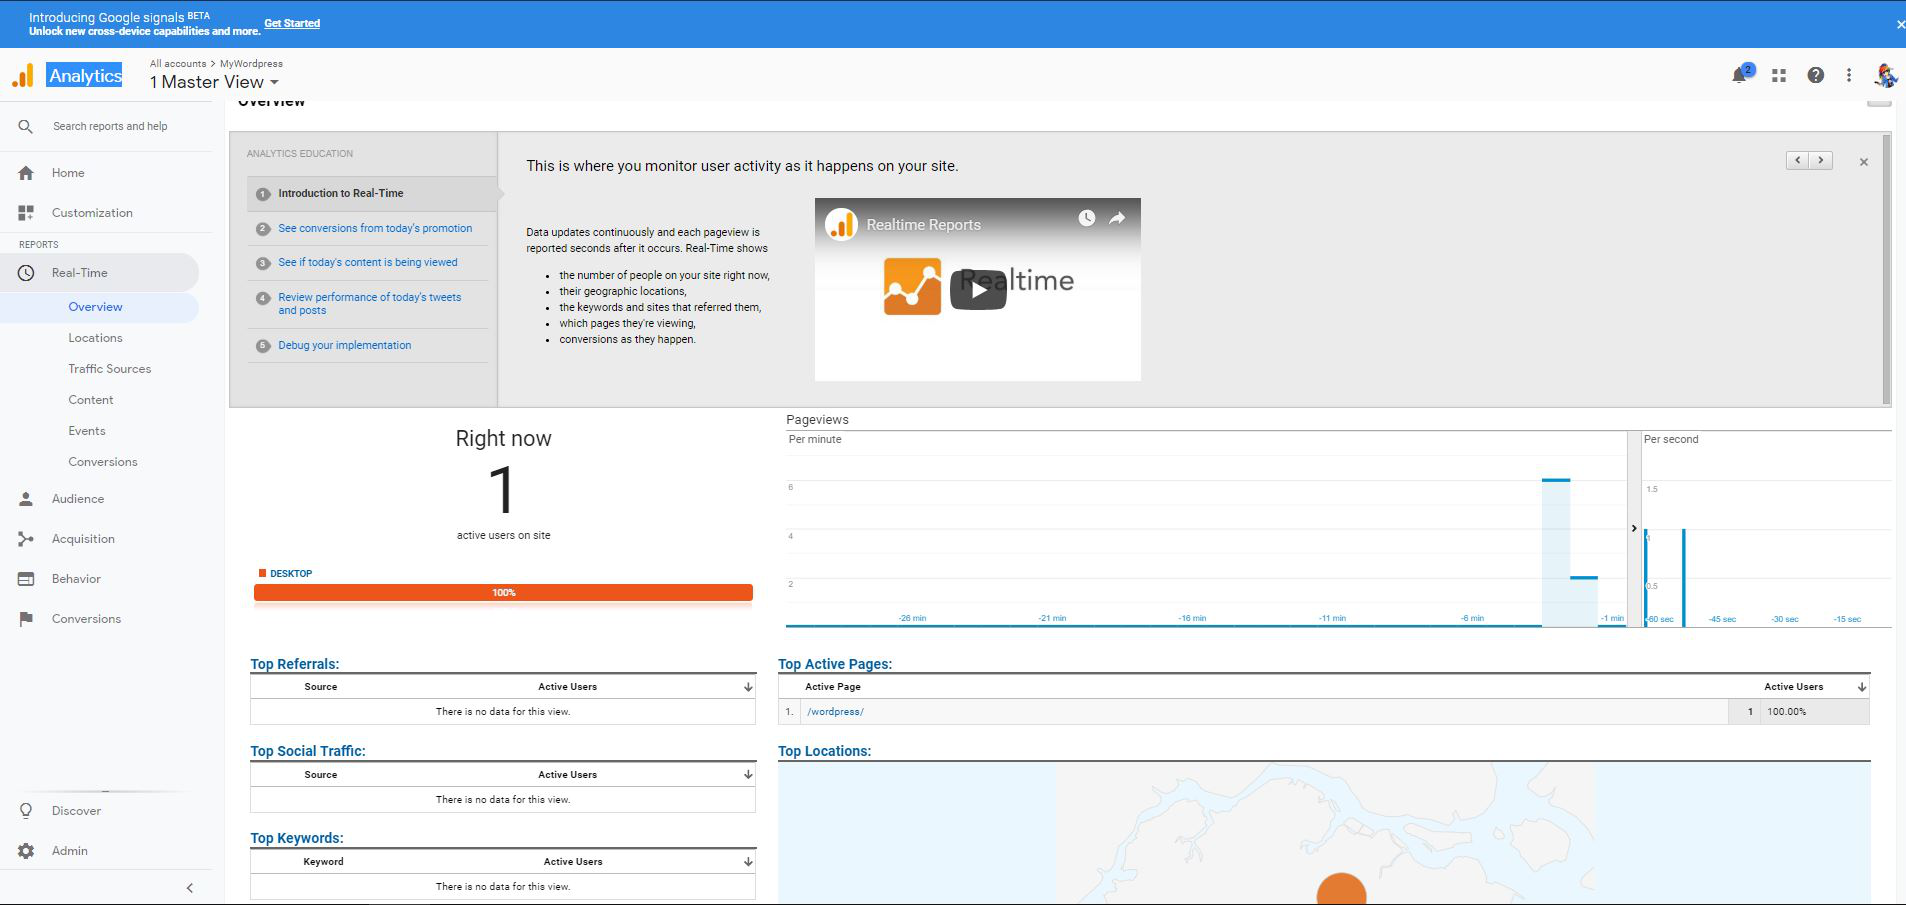 Introducing Google signals BETA
Unlock new cross-device capabilities and more.
Get Started
Analytics
All accounts > MyWordpress
1 Master View
2
Search reports and help
Home
Customization
REPORTS
Real-Time
Overview
Locations
Traffic Sources
Content
Events
Conversions
Audience
Acquisition
Behavior
Conversions
Discover
Admin
Overview
ANALYTICS EDUCATION
1 Introduction to Real-Time
2 See conversions from today's promotion
3 See if today's content is being viewed
4 Review performance of today's tweets
and posts
5 Debug your implementation
This is where you monitor user activity as it happens on your site.
Data updates continuously and each pageview is
reported seconds after it occurs. Real-Time shows
• the number of people on your site right now,
• their geographic locations,
• the keywords and sites that referred them,
• which pages they're viewing,
• conversions as they happen.
Realtime Reports
Realtime
Right now
1
active users on site
DESKTOP
100%
Pageviews
Per minute
6
4
2
-26 min
-21 min
-16 min
-11 min
-6 min
-1 min
Per second
1.5
1
0.5
-60 sec
-45 sec
-30 sec
-15 sec
Top Referrals:
Source Active Users
There is no data for this view.
Top Social Traffic:
Source Active Users
There is no data for this view.
Top Keywords:
Keyword Active Users
There is no data for this view.
Top Active Pages:
Active Page Active Users
1. /wordpress/ 1 100.00%
Top Locations: